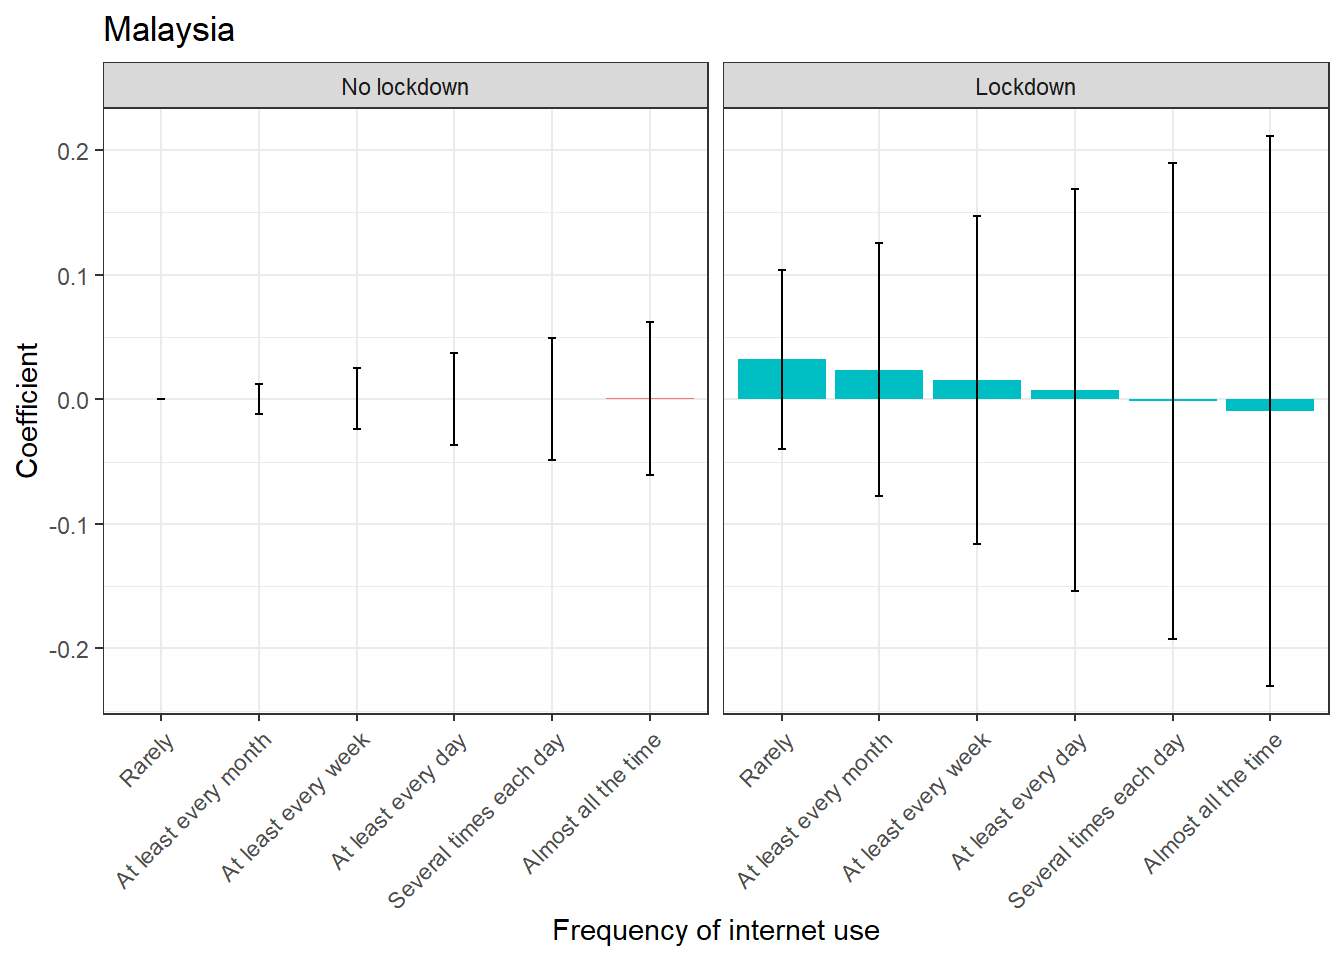 Malaysia
No lockdown
Lockdown
Coefficient
0.2
0.1
0.0
-0.1
-0.2
Rarely
At least every month
At least every week
At least every day
Several times each day
Almost all the time
Rarely
At least every month
At least every week
At least every day
Several times each day
Almost all the time
Frequency of internet use